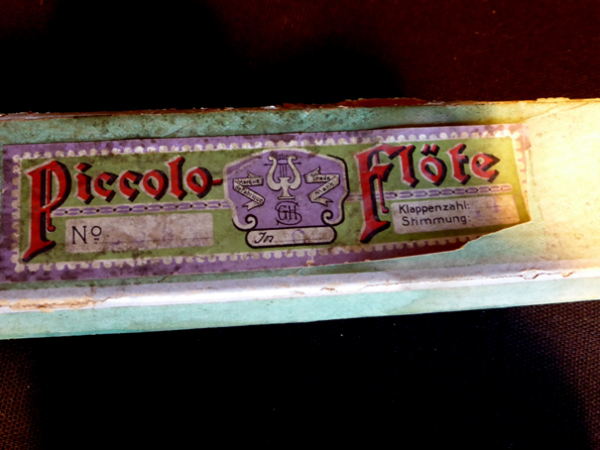 Piccolo-Flöte
Nº
In
Klappenzahl:
Stimmung: